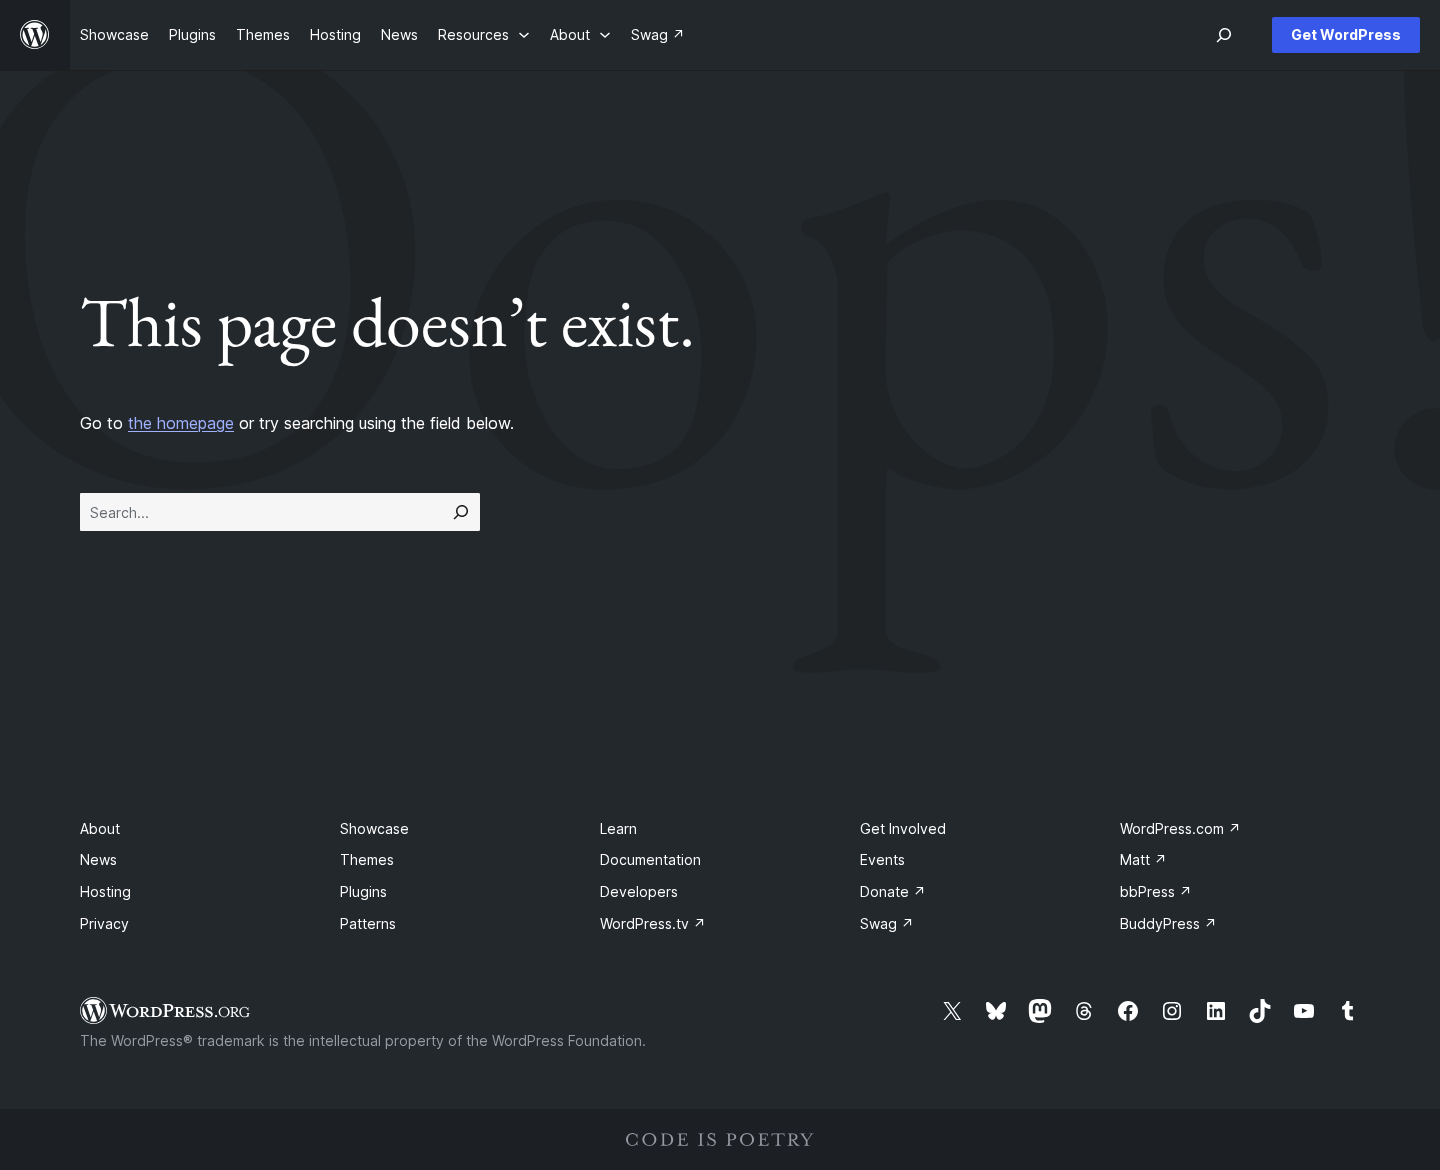 Showcase Plugins Themes Hosting News Resources About Swag ↗ Get WordPress
Oops!
This page doesn’t exist.
Go to the homepage or try searching using the field below.
Search...
About Showcase Learn Get Involved WordPress.com ↗
News Themes Documentation Events Matt ↗
Hosting Plugins Developers Donate ↗ bbPress ↗
Privacy Patterns WordPress.tv ↗ Swag ↗ BuddyPress ↗
WORDPRESS.ORG
The WordPress® trademark is the intellectual property of the WordPress Foundation.
CODE IS POETRY